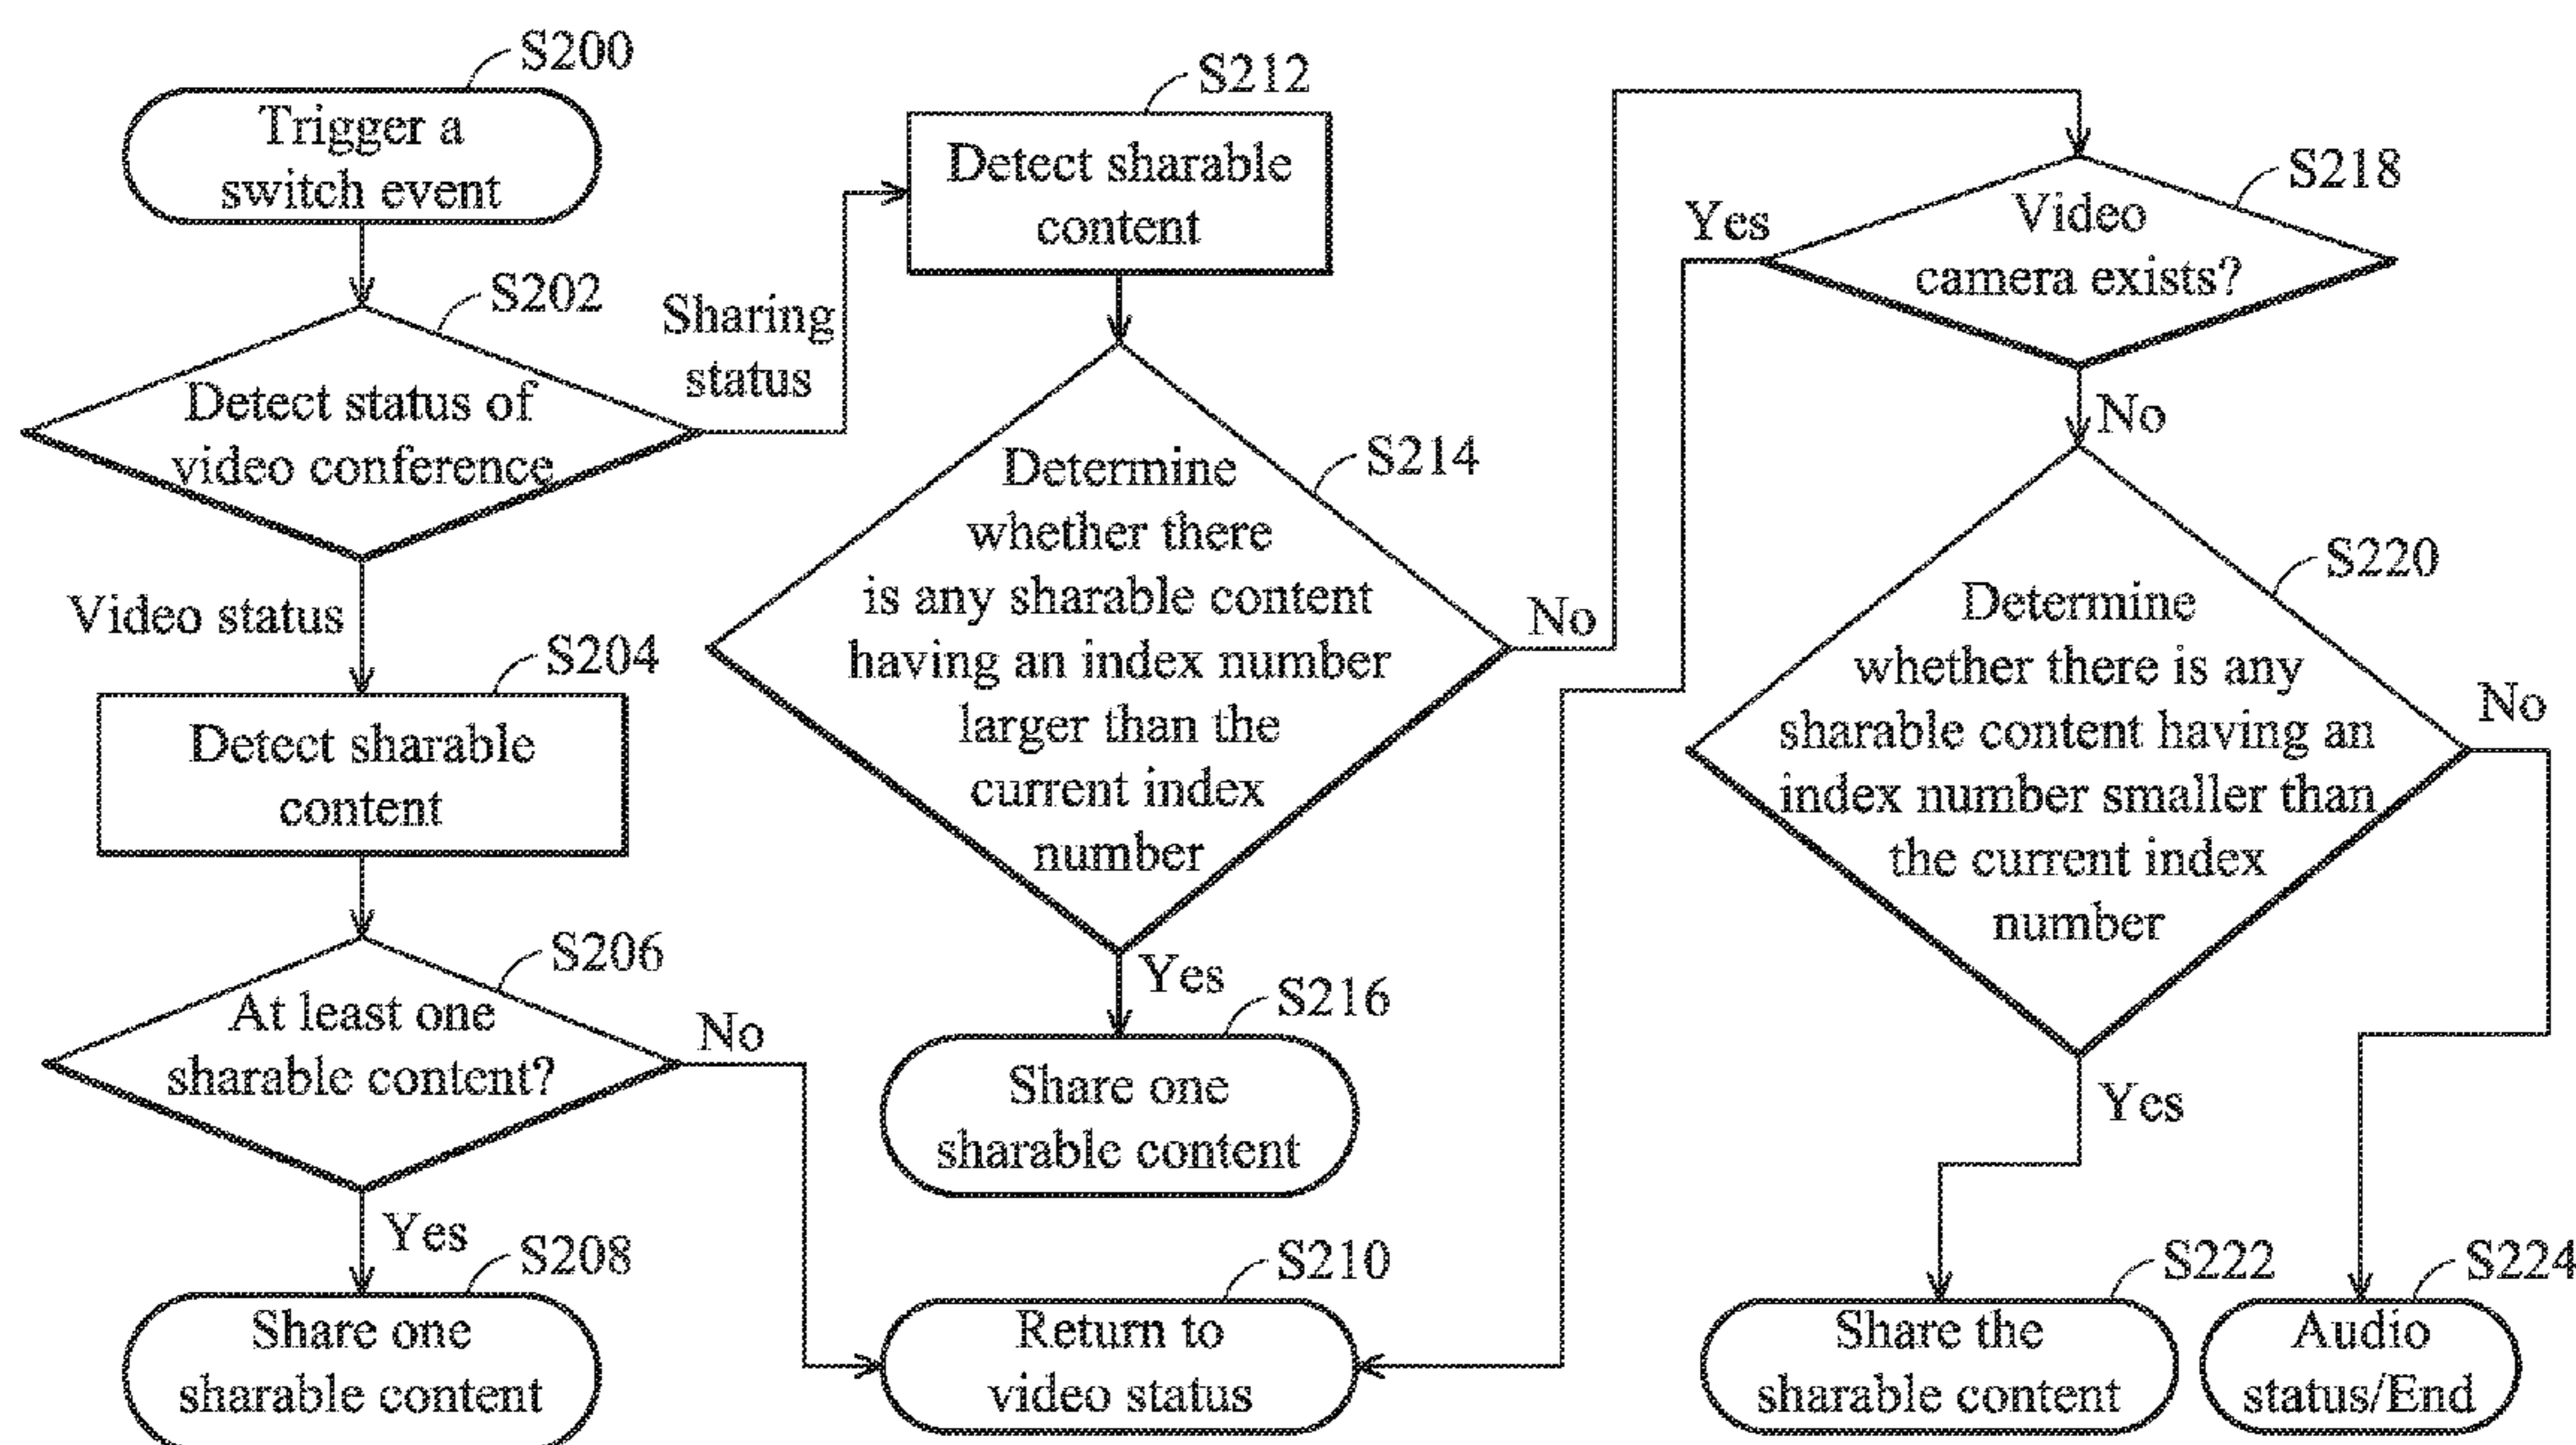 S200
Trigger a
switch event
S202
Detect status of
video conference
Sharing
status
Video status
S204
Detect sharable
content
S206
At least one
sharable content?
No
Yes
S208
Share one
sharable content
S212
Detect sharable
content
S214
Determine
whether there
is any sharable content
having an index number
larger than the
current index
number
No
Yes
S216
Share one
sharable content
S210
Return to
video status
S218
Video
camera exists?
Yes
No
S220
Determine
whether there is any
sharable content having an
index number smaller than
the current index
number
No
Yes
S222
Share the
sharable content
S224
Audio
status/End